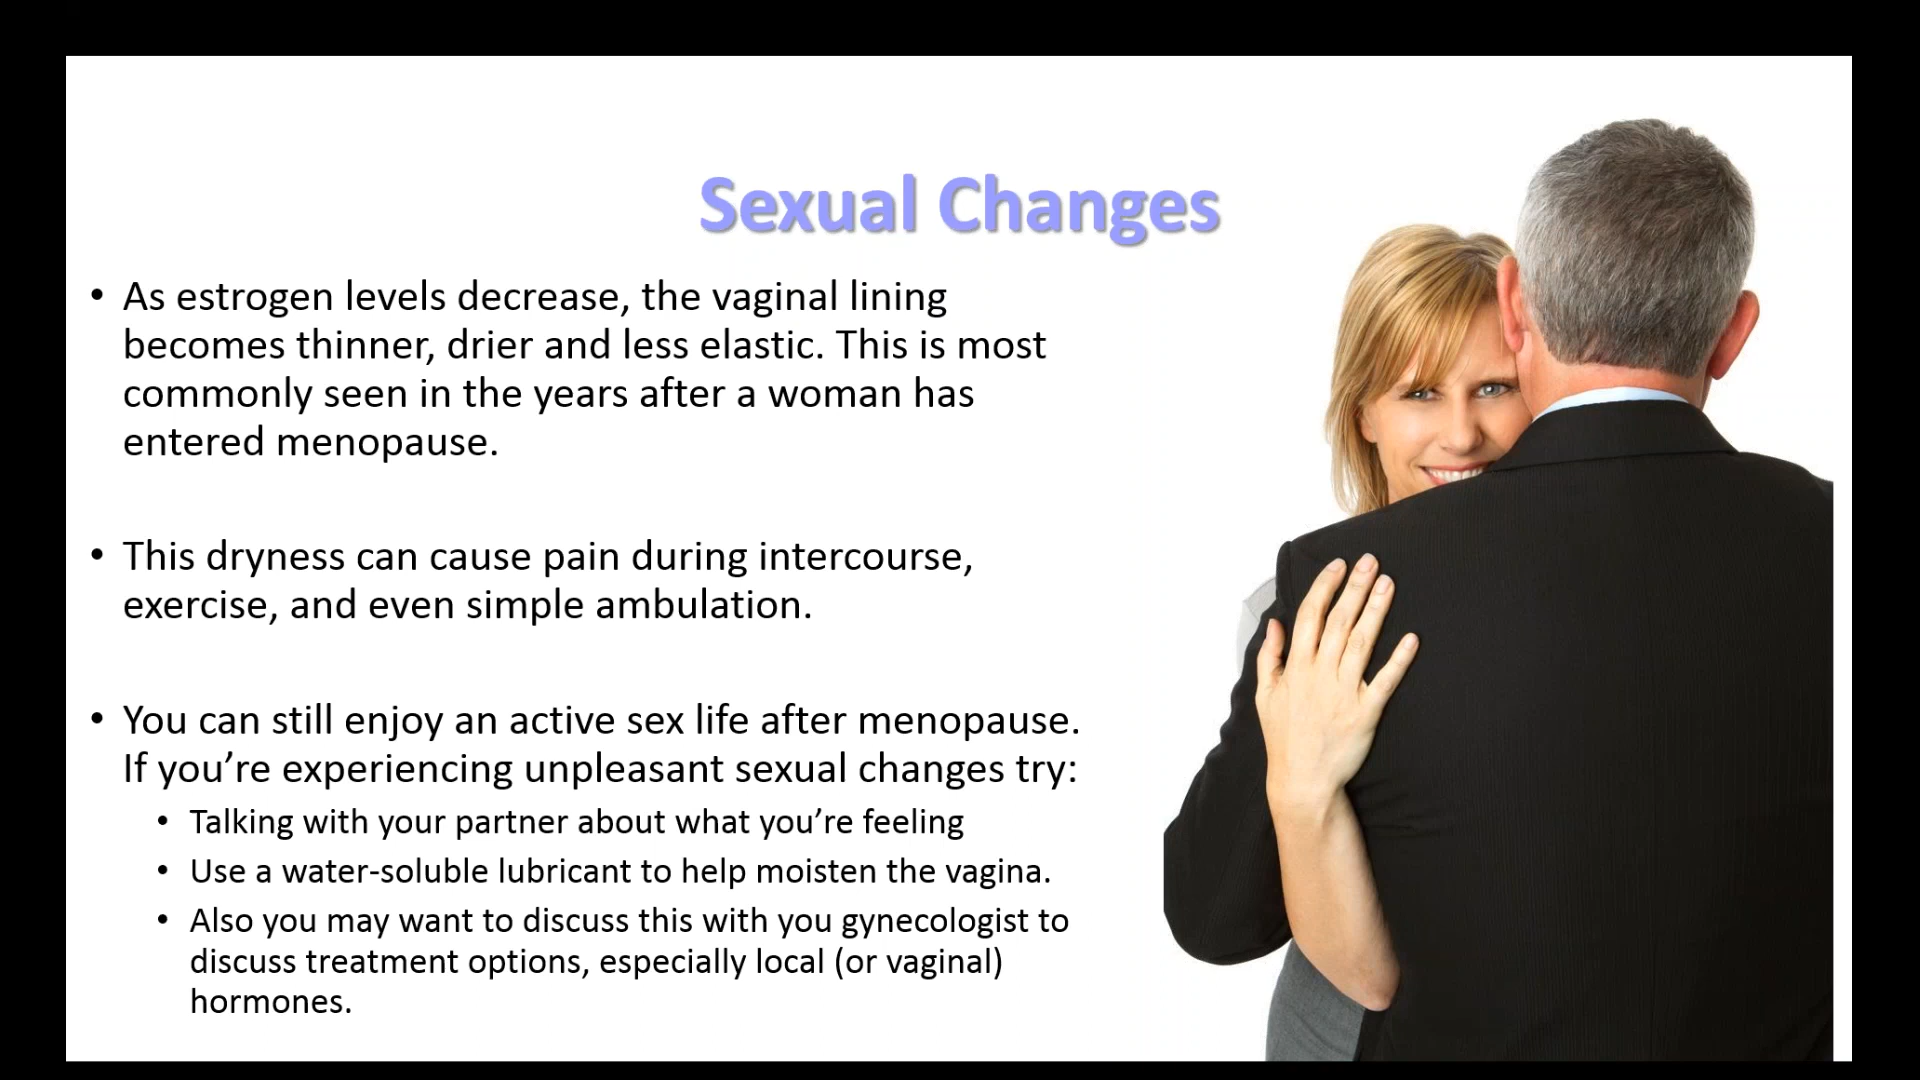 Sexual Changes
• As estrogen levels decrease, the vaginal lining
becomes thinner, drier and less elastic. This is most
commonly seen in the years after a woman has
entered menopause.
• This dryness can cause pain during intercourse,
exercise, and even simple ambulation.
• You can still enjoy an active sex life after menopause.
If you’re experiencing unpleasant sexual changes try:
• Talking with your partner about what you’re feeling
• Use a water-soluble lubricant to help moisten the vagina.
• Also you may want to discuss this with you gynecologist to
discuss treatment options, especially local (or vaginal)
hormones.